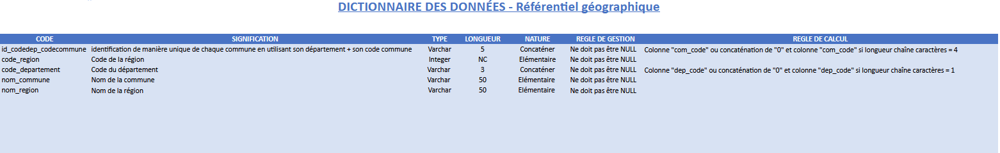 DICTIONNAIRE DES DONNÉES - Référentiel géographique
CODE SIGNIFICATION TYPE LONGUEUR NATURE REGLE DE GESTION REGLE DE CALCUL
id_codedep_codecommune identification de manière unique de chaque commune en utilisant son département + son code commune Varchar 5 Concaténer Ne doit pas être NULL Colonne "com_code" ou concaténation de "0" et colonne "com_code" si longueur chaîne caractères = 4
code_region Code de la région Integer NC Elémentaire Ne doit pas être NULL
code_departement Code du département Varchar 3 Concaténer Ne doit pas être NULL Colonne "dep_code" ou concaténation de "0" et colonne "dep_code" si longueur chaîne caractères = 1
nom_commune Nom de la commune Varchar 50 Elémentaire Ne doit pas être NULL
nom_region Nom de la région Varchar 50 Elémentaire Ne doit pas être NULL